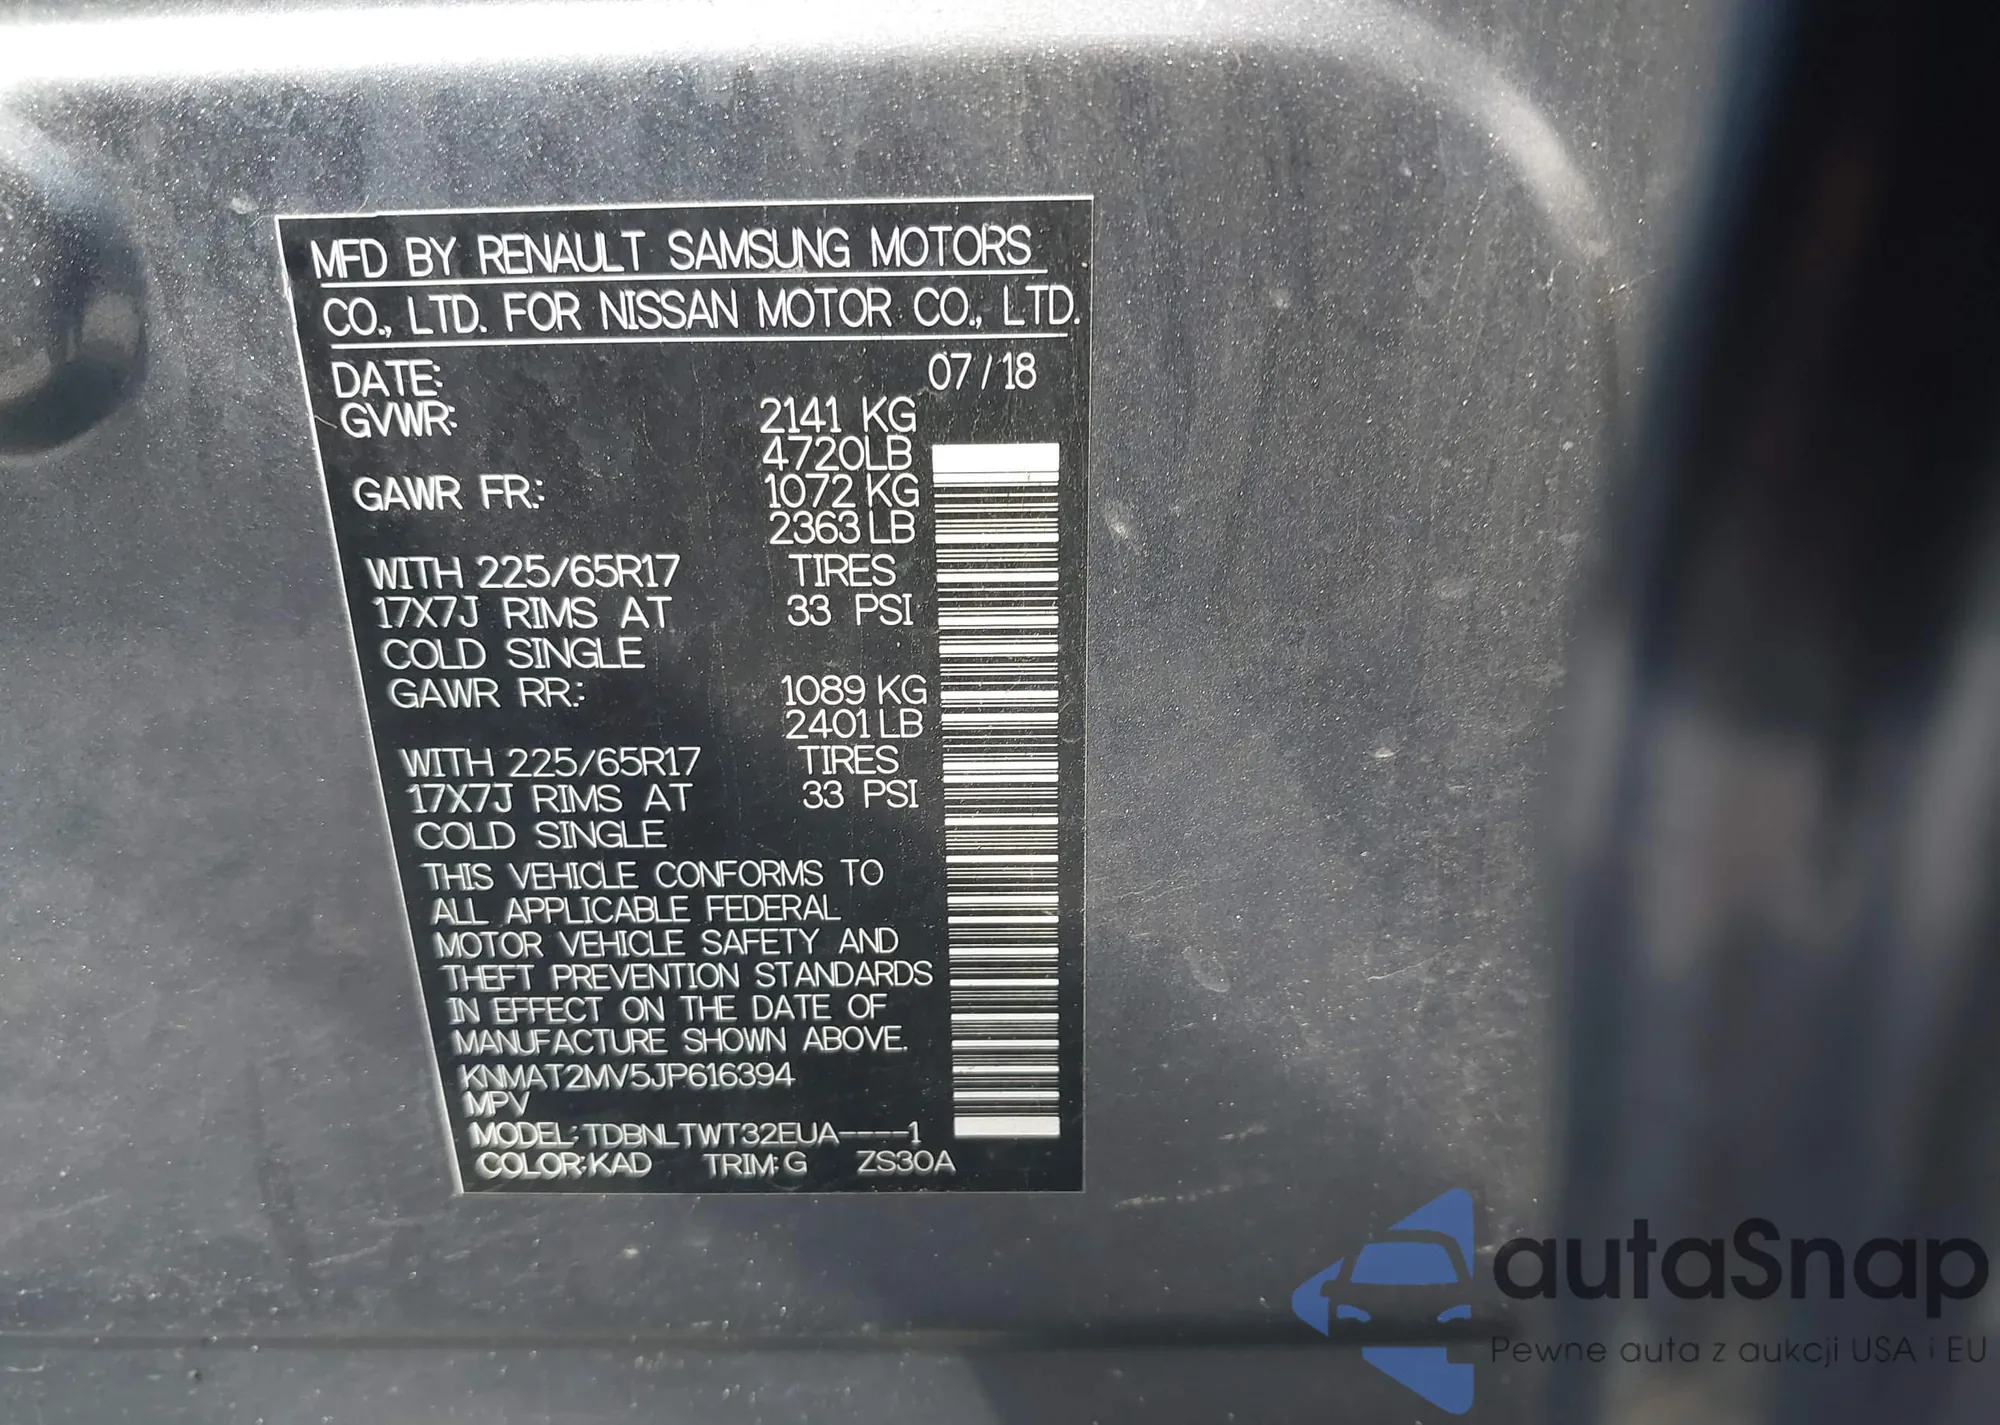 MFD BY RENAULT SAMSUNG MOTORS
CO., LTD. FOR NISSAN MOTOR CO., LTD.
DATE: 07/18
GVWR: 2141 KG
4720LB
GAWR FR.: 1072 KG
2363LB
WITH 225/65R17 TIRES
17X7J RIMS AT 33 PSI
COLD SINGLE
GAWR RR.: 1089 KG
2401LB
WITH 225/65R17 TIRES
17X7J RIMS AT 33 PSI
COLD SINGLE
THIS VEHICLE CONFORMS TO
ALL APPLICABLE FEDERAL
MOTOR VEHICLE SAFETY AND
THEFT PREVENTION STANDARDS
IN EFFECT ON THE DATE OF
MANUFACTURE SHOWN ABOVE.
KNMAT2MV5JP616394
MPV
MODEL:TDBNLTWT32EUA----1
COLOR:KAD TRIM:G ZS30A
autaSnap
Pewne auta z aukcji USA i EU